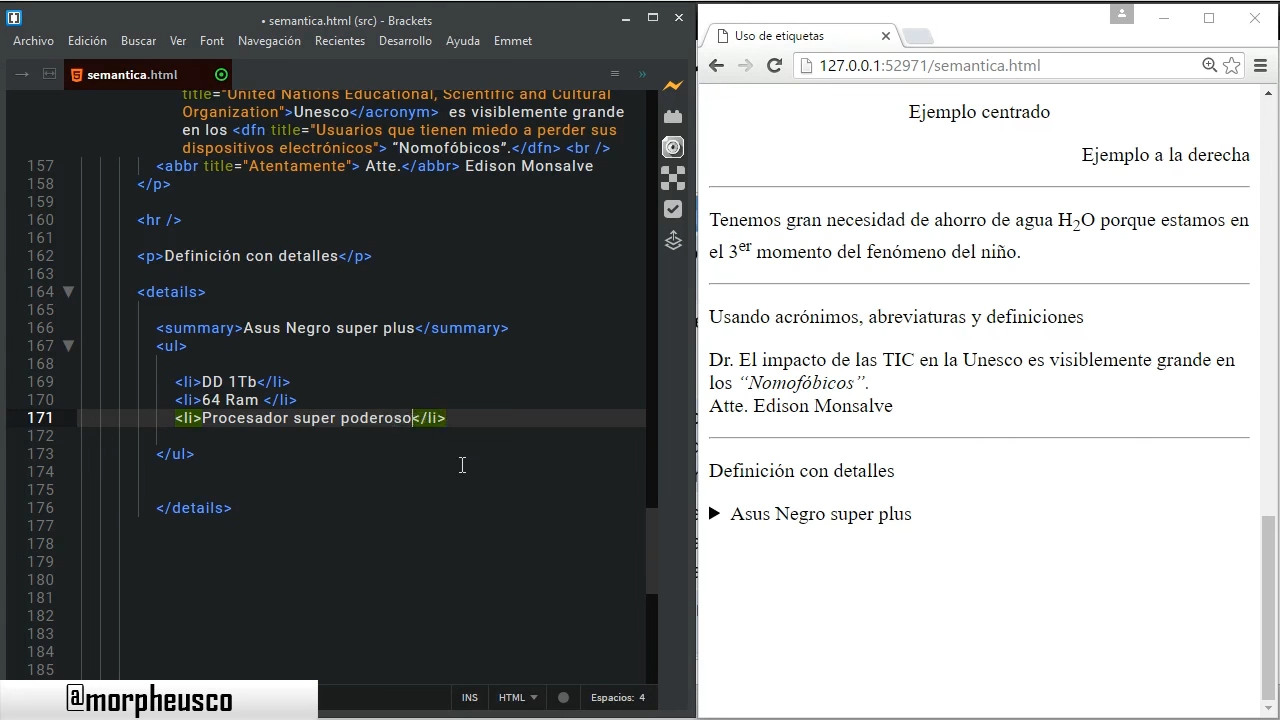 • semantica.html (src) - Brackets
Archivo Edición Buscar Ver Font Navegación Recientes Desarrollo Ayuda Emmet
semantica.html
title="United Nations Educational, Scientific and Cultural
Organization">Unesco</acronym> es visiblemente grande
en los <dfn title="Usuarios que tienen miedo a perder sus
dispositivos electrónicos"> “Nomofóbicos”.</dfn> <br />
157 <abbr title="Atentamente"> Atte.</abbr> Edison Monsalve
158 </p>
159
160 <hr />
161
162 <p>Definición con detalles</p>
163
164 <details>
165
166 <summary>Asus Negro super plus</summary>
167 <ul>
168
169 <li>DD 1Tb</li>
170 <li>64 Ram </li>
171 <li>Procesador super poderoso</li>
172
173 </ul>
174
175
176 </details>
177
178
179
180
181
182
183
184
185
INS HTML Espacios: 4
@morpheusco
Uso de etiquetas
127.0.0.1:52971/semantica.html
Ejemplo centrado
Ejemplo a la derecha
Tenemos gran necesidad de ahorro de agua H2O porque estamos en
el 3er momento del fenómeno del niño.
Usando acrónimos, abreviaturas y definiciones
Dr. El impacto de las TIC en la Unesco es visiblemente grande en
los “Nomofóbicos”.
Atte. Edison Monsalve
Definición con detalles
Asus Negro super plus